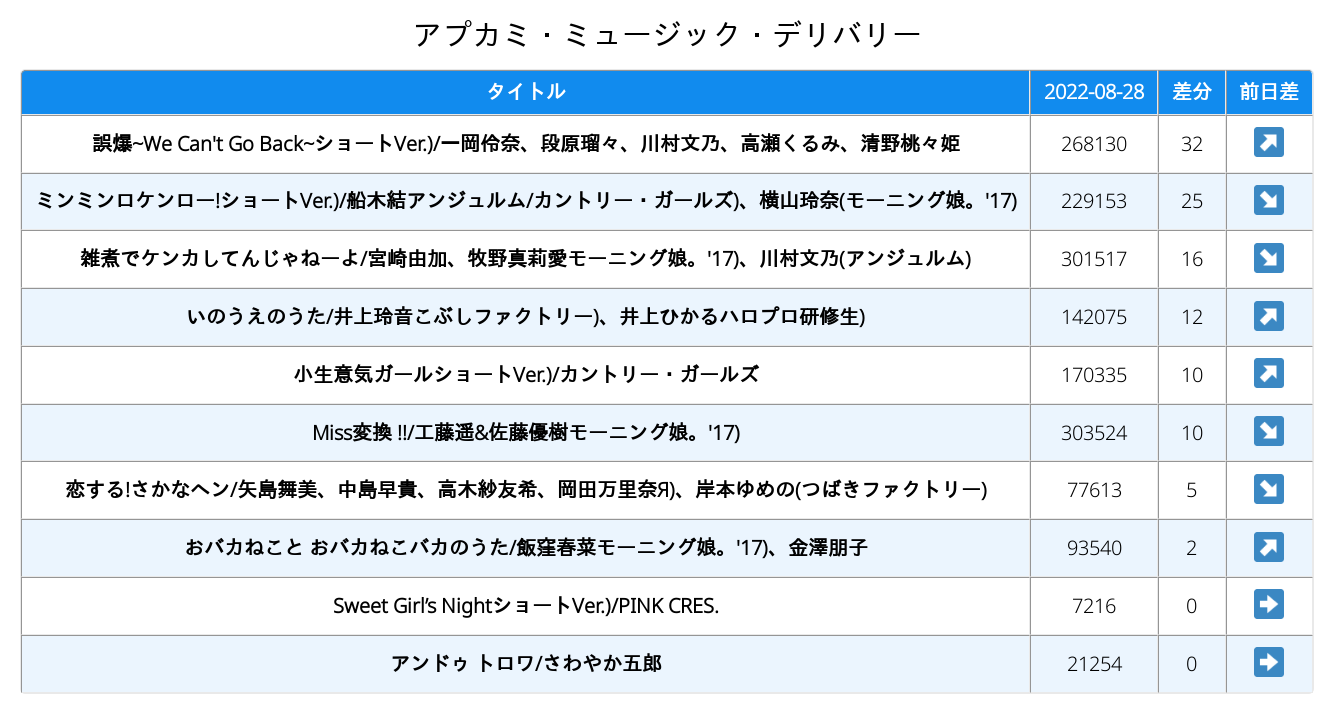 アプカミ・ミュージック・デリバリー
タイトル 2022-08-28 差分 前日差
誤爆~We Can't Go Back~ショートVer.)/一岡伶奈、段原瑠々、川村文乃、高瀬くるみ、清野桃々姫 268130 32
ミンミンロケンロー!ショートVer.)/船木結アンジュルム/カントリー・ガールズ)、横山玲奈(モーニング娘。'17) 229153 25
雑煮でケンカしてんじゃねーよ/宮崎由加、牧野真莉愛モーニング娘。'17)、川村文乃(アンジュルム) 301517 16
いのうえのうた/井上玲音こぶしファクトリー)、井上ひかるハロプロ研修生) 142075 12
小生意気ガールショートVer.)/カントリー・ガールズ 170335 10
Miss変換 !!/工藤遥&佐藤優樹モーニング娘。'17) 303524 10
恋する!さかなヘン/矢島舞美、中島早貴、高木紗友希、岡田万里奈Я)、岸本ゆめの(つばきファクトリー) 77613 5
おバカねこと おバカねこバカのうた/飯窪春菜モーニング娘。'17)、金澤朋子 93540 2
Sweet Girl’s NightショートVer.)/PINK CRES. 7216 0
アンドゥ トロワ/さわやか五郎 21254 0